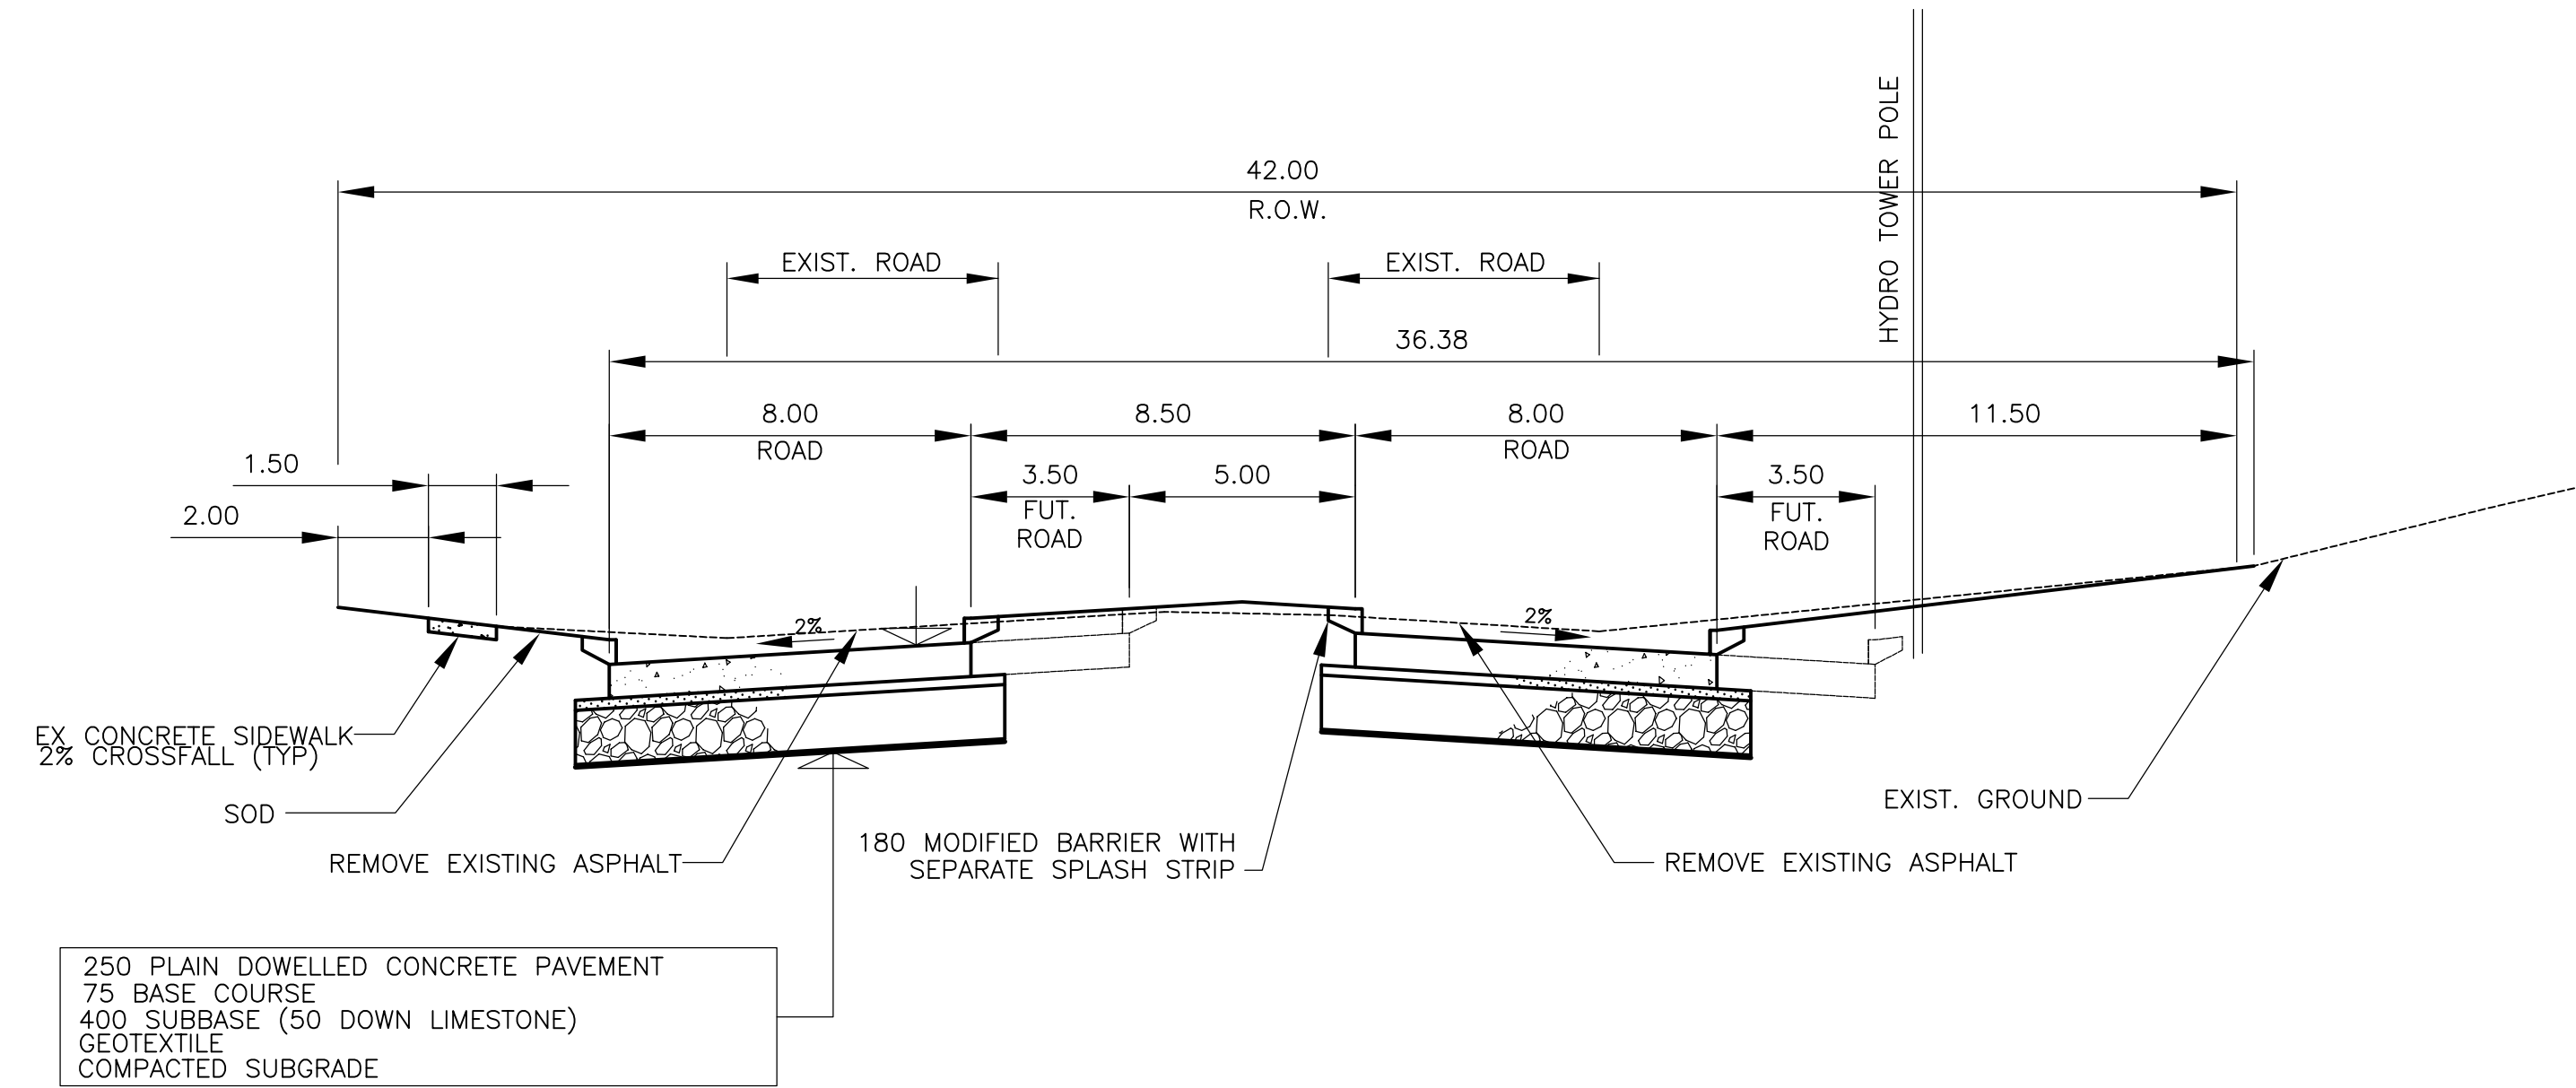 HYDRO TOWER POLE
42.00
R.O.W.
EXIST. ROAD
EXIST. ROAD
36.38
8.00
ROAD
8.50
8.00
ROAD
11.50
1.50
3.50
FUT.
ROAD
5.00
3.50
FUT.
ROAD
2.00
2%
2%
EX CONCRETE SIDEWALK
2% CROSSFALL (TYP)
SOD
REMOVE EXISTING ASPHALT
180 MODIFIED BARRIER WITH
SEPARATE SPLASH STRIP
REMOVE EXISTING ASPHALT
EXIST. GROUND
250 PLAIN DOWELLED CONCRETE PAVEMENT
75 BASE COURSE
400 SUBBASE (50 DOWN LIMESTONE)
GEOTEXTILE
COMPACTED SUBGRADE